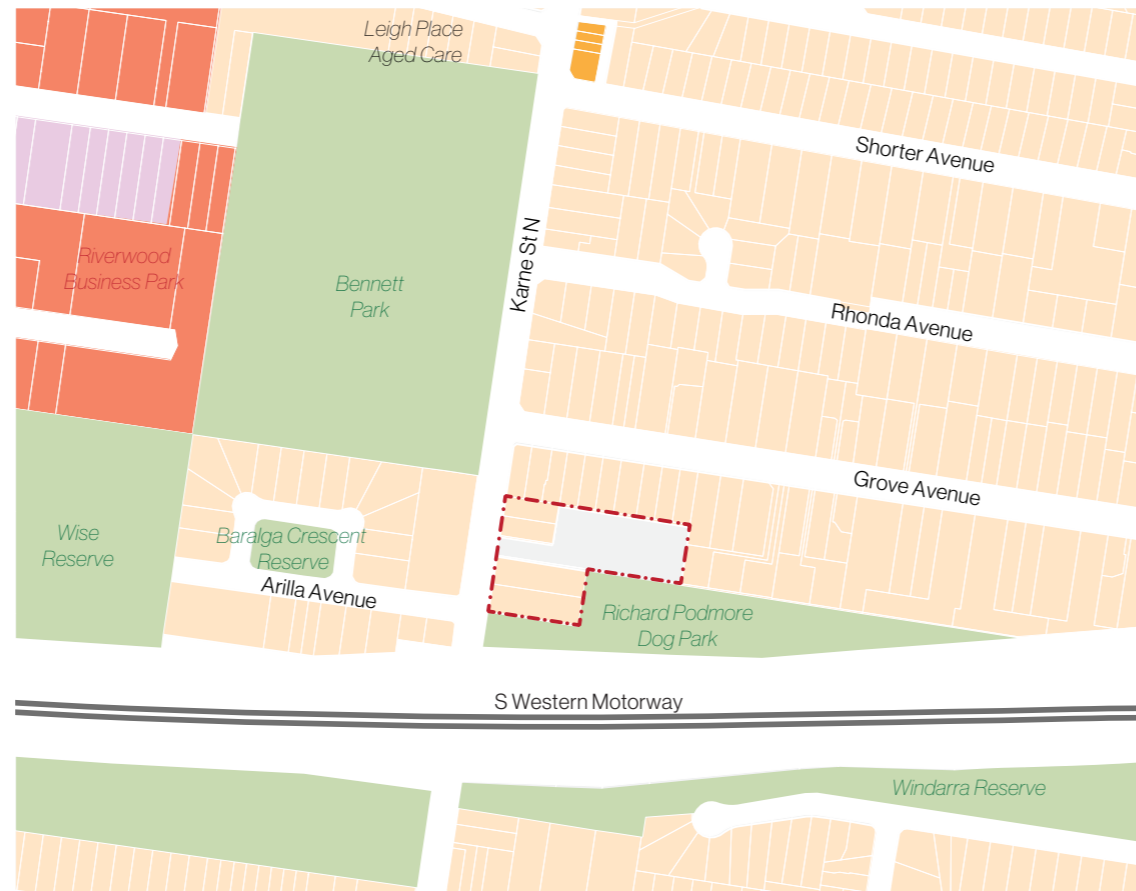 Leigh Place
Aged Care
Shorter Avenue
Riverwood
Business Park
Bennett
Park
Karne St N
Rhonda Avenue
Grove Avenue
Wise
Reserve
Baralga Crescent
Reserve
Arilla Avenue
Richard Podmore
Dog Park
S Western Motorway
Windarra Reserve